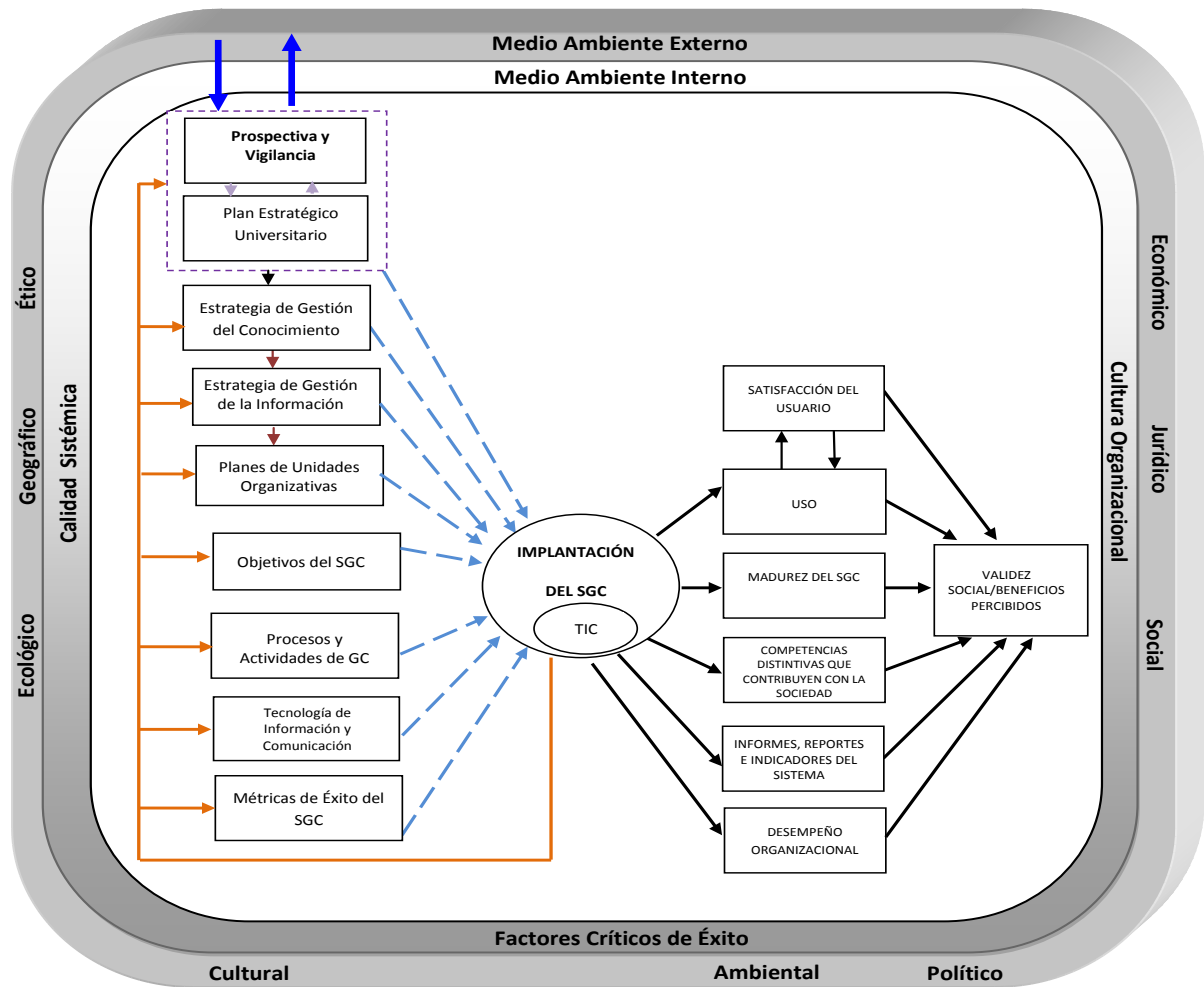 Medio Ambiente Externo
Medio Ambiente Interno
Prospectiva y
Vigilancia
Plan Estratégico
Universitario
Estrategia de Gestión
del Conocimiento
Estrategia de Gestión
de la Información
Planes de Unidades
Organizativas
Objetivos del SGC
Procesos y
Actividades de GC
Tecnología de
Información y
Comunicación
Métricas de Éxito del
SGC
IMPLANTACIÓN
DEL SGC
TIC
SATISFACCIÓN DEL
USUARIO
USO
MADUREZ DEL SGC
COMPETENCIAS
DISTINTIVAS QUE
CONTRIBUYEN CON LA
SOCIEDAD
INFORMES, REPORTES
E INDICADORES DEL
SISTEMA
DESEMPEÑO
ORGANIZACIONAL
VALIDEZ
SOCIAL/BENEFICIOS
PERCIBIDOS
Ético
Geográfico
Ecológico
Calidad Sistémica
Cultura Organizacional
Económico
Jurídico
Social
Factores Críticos de Éxito
Cultural
Ambiental
Político